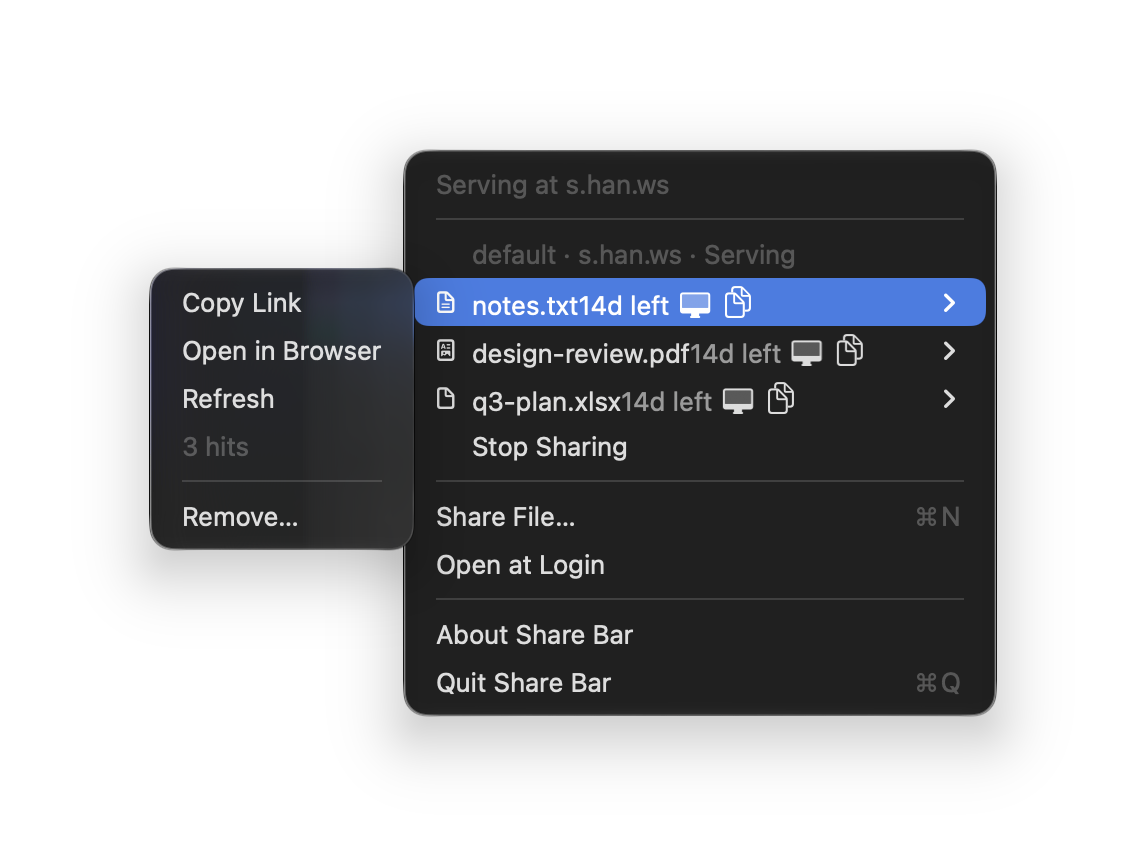 Serving at s.han.ws
default · s.han.ws · Serving
notes.txt14d left
design-review.pdf14d left
q3-plan.xlsx14d left
Stop Sharing
Share File...
⌘N
Open at Login
About Share Bar
Quit Share Bar
⌘Q
Copy Link
Open in Browser
Refresh
3 hits
Remove...